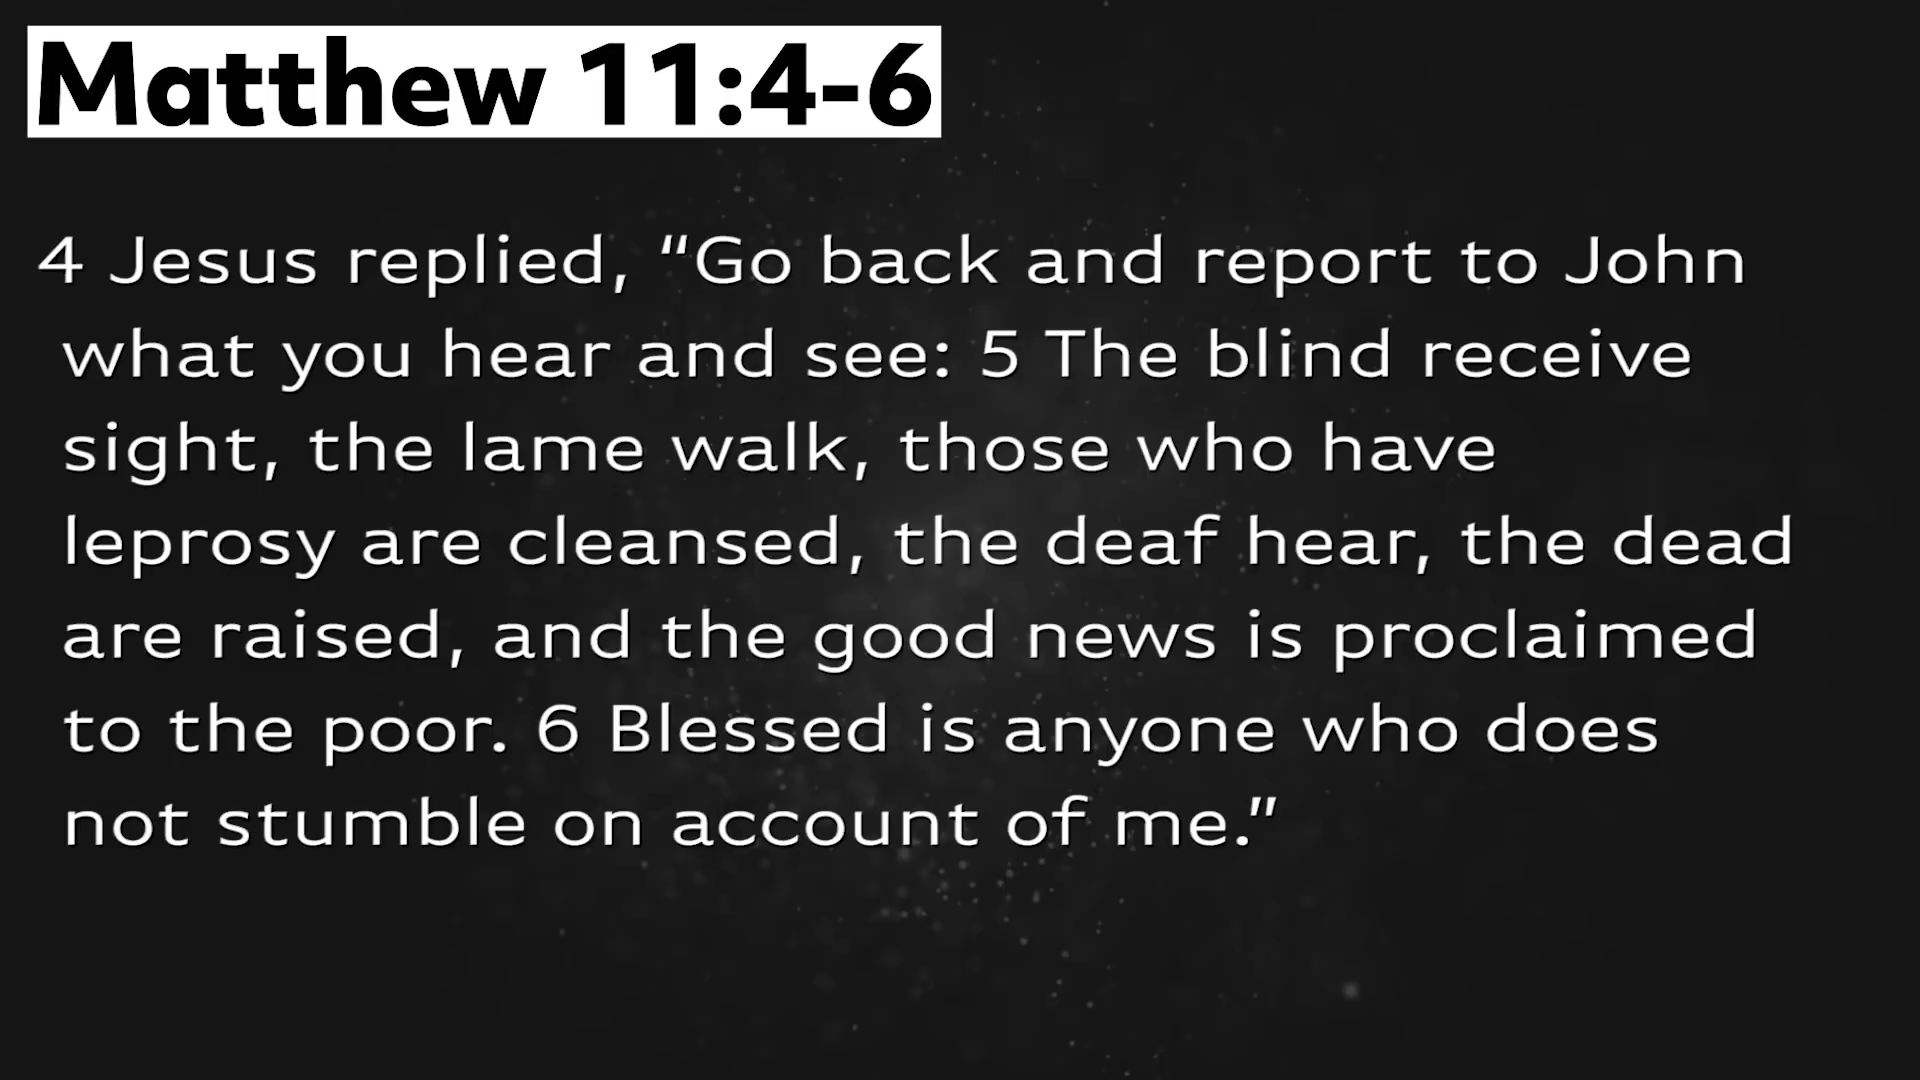 Matthew 11:4-6
4 Jesus replied, “Go back and report to John
what you hear and see: 5 The blind receive
sight, the lame walk, those who have
leprosy are cleansed, the deaf hear, the dead
are raised, and the good news is proclaimed
to the poor. 6 Blessed is anyone who does
not stumble on account of me.”